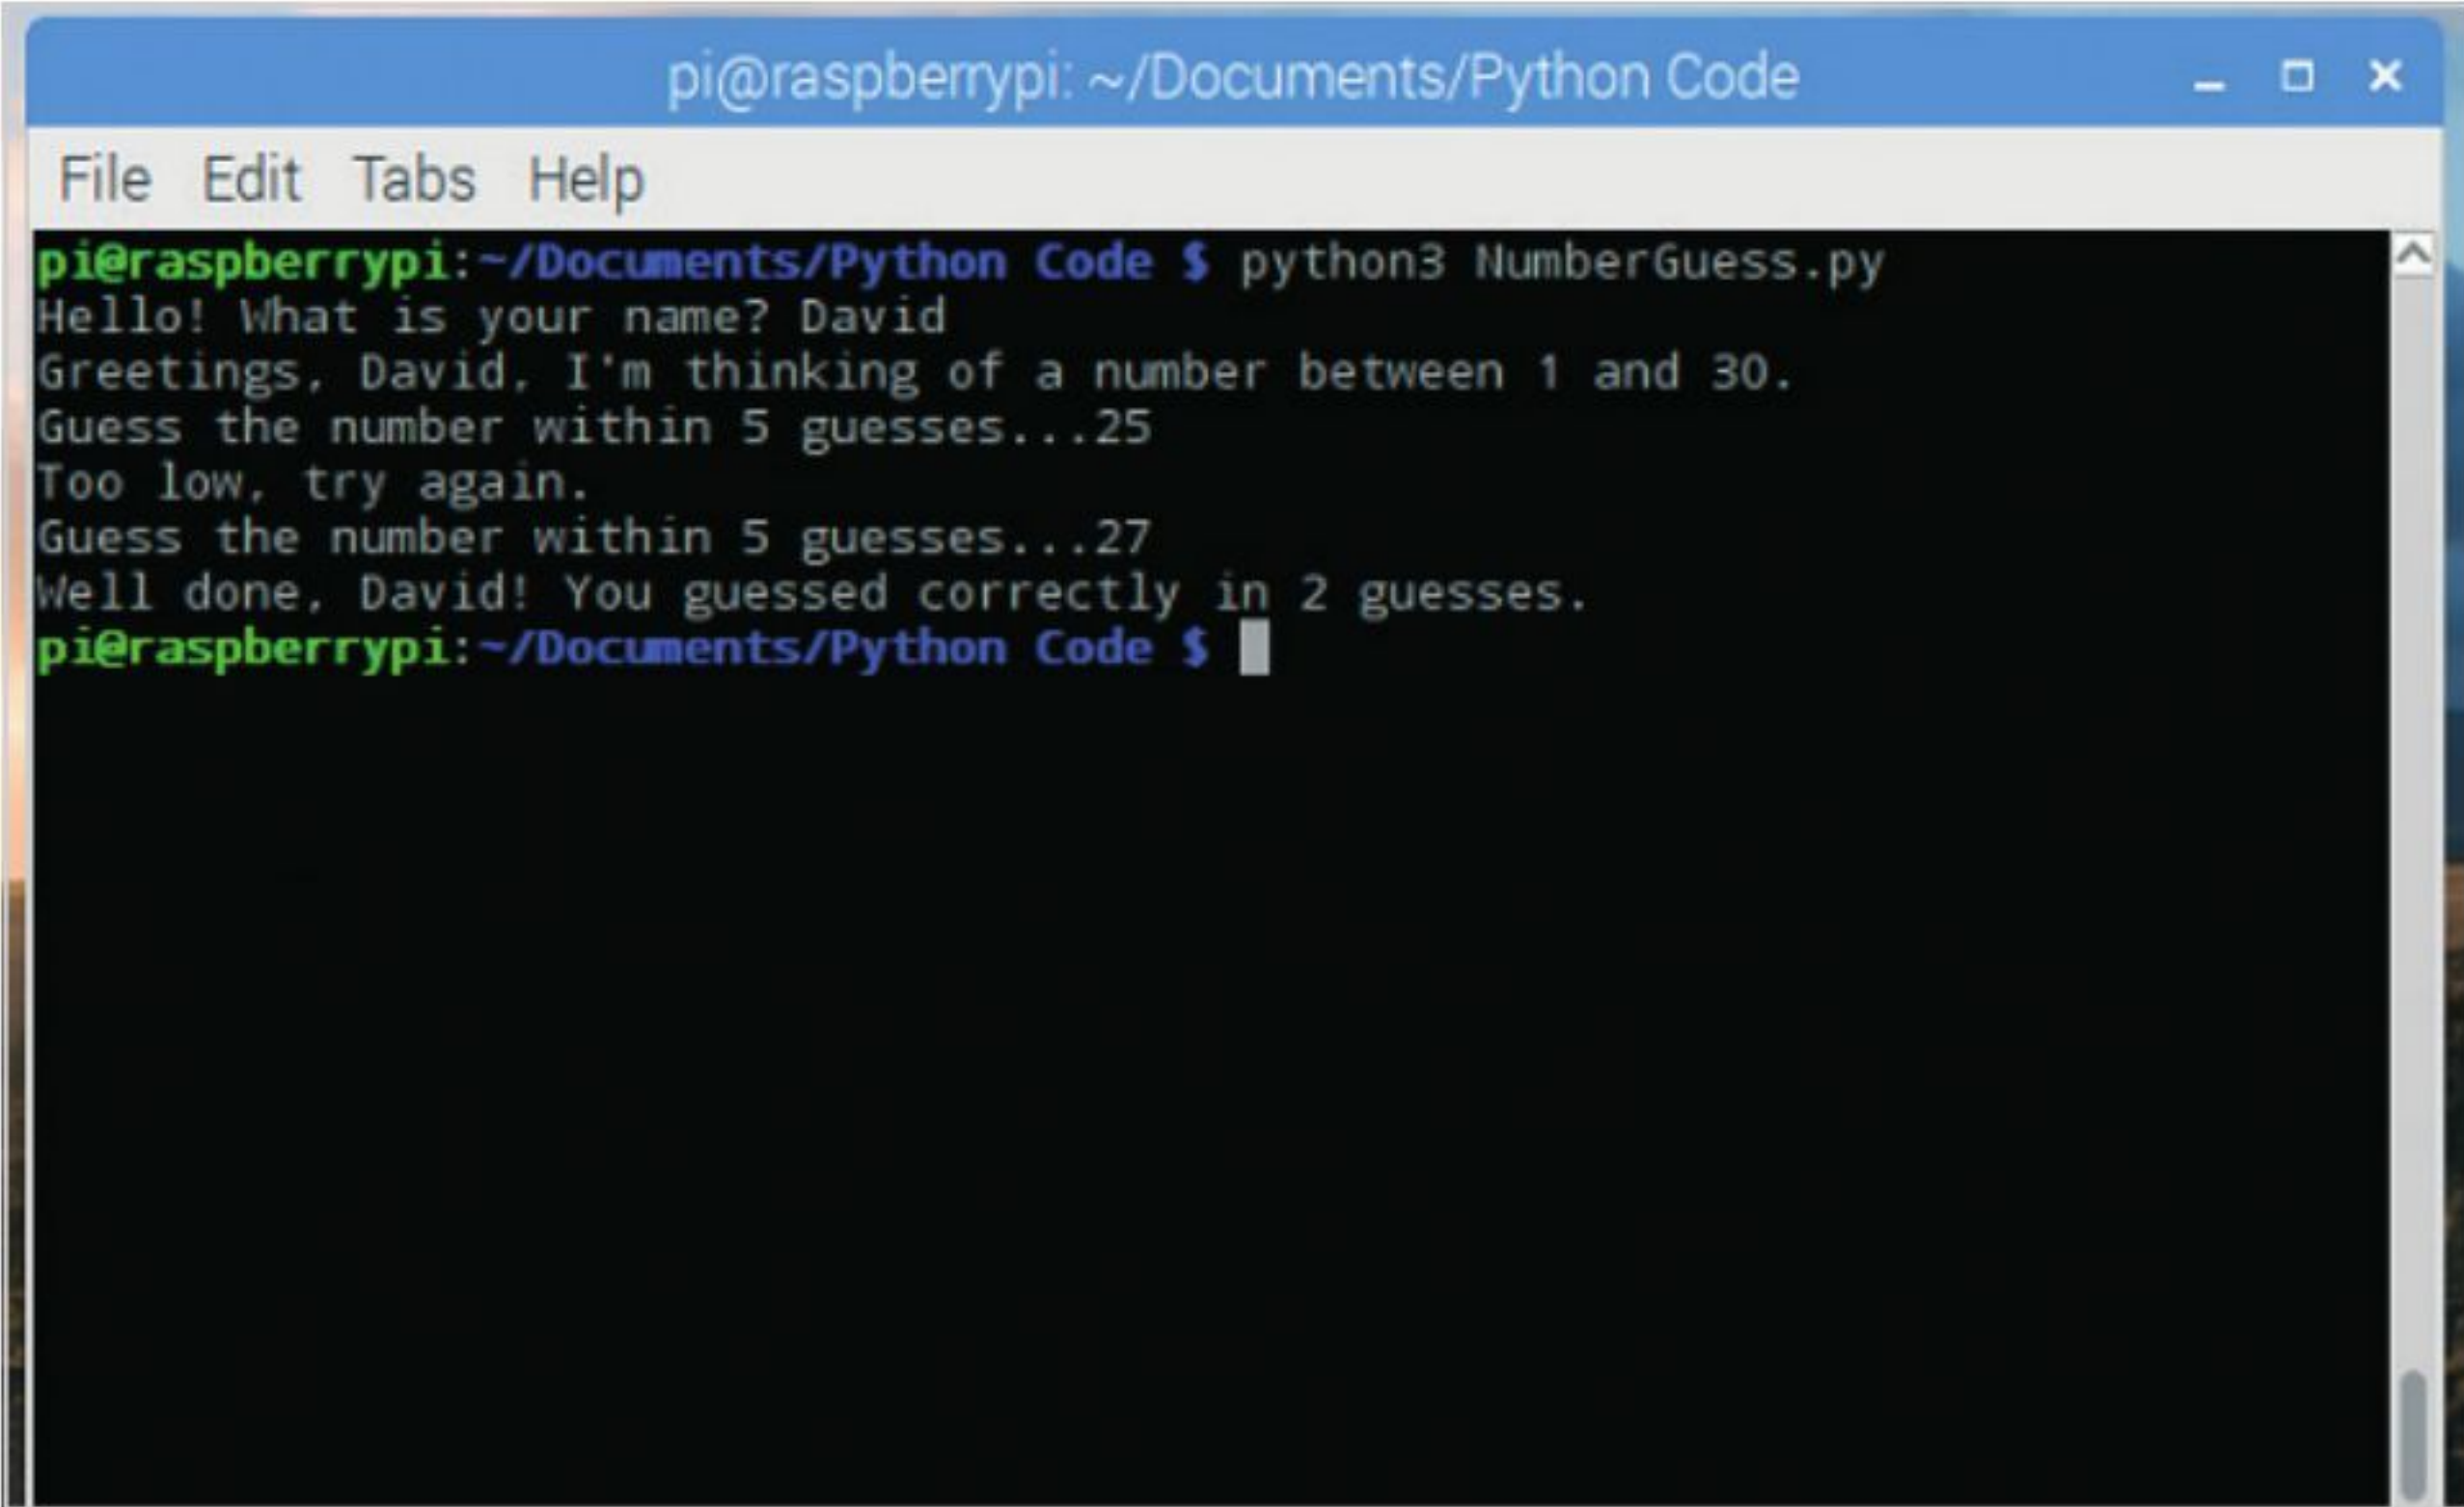 pi@raspberrypi: ~/Documents/Python Code
File Edit Tabs Help
pi@raspberrypi:~/Documents/Python Code $ python3 NumberGuess.py
Hello! What is your name? David
Greetings, David, I'm thinking of a number between 1 and 30.
Guess the number within 5 guesses...25
Too low, try again.
Guess the number within 5 guesses...27
Well done, David! You guessed correctly in 2 guesses.
pi@raspberrypi:~/Documents/Python Code $